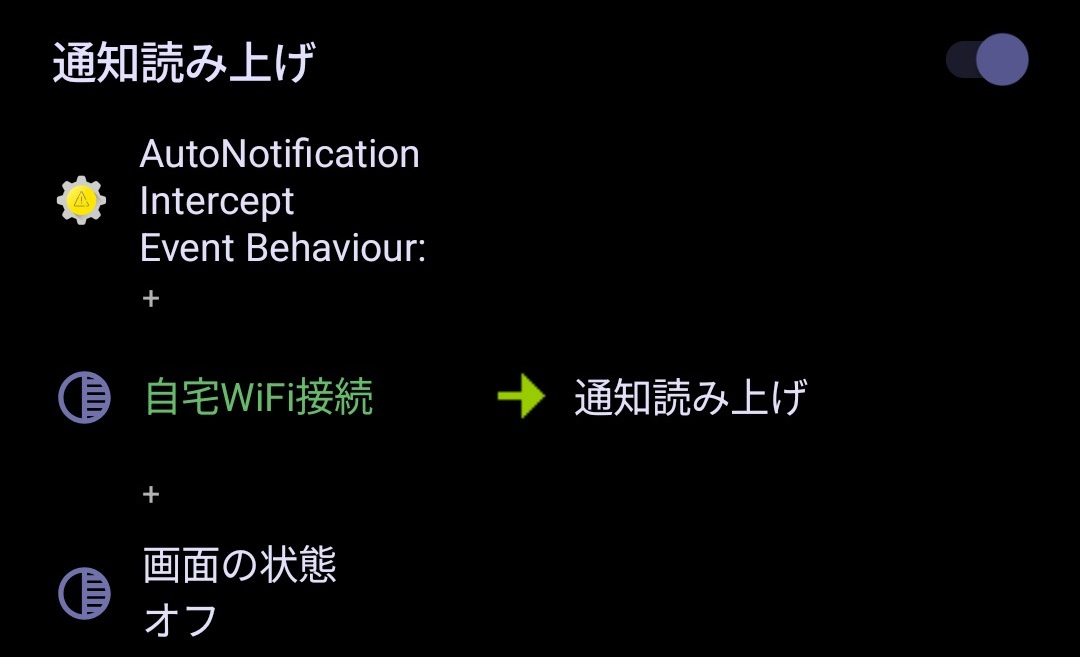 通知読み上げ
AutoNotification
Intercept
Event Behaviour:
+
自宅WiFi接続
通知読み上げ
+
画面の状態
オフ